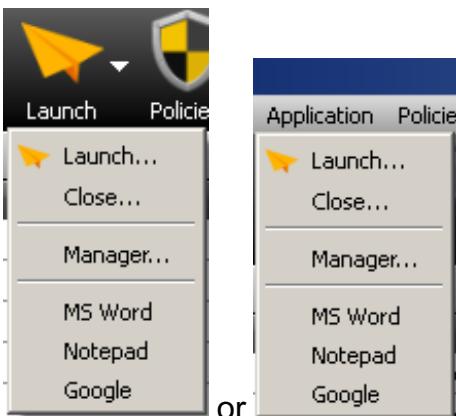 Launch Policie
Launch...
Close...
Manager...
MS Word
Notepad
Google
or
Application Policie
Launch...
Close...
Manager...
MS Word
Notepad
Google